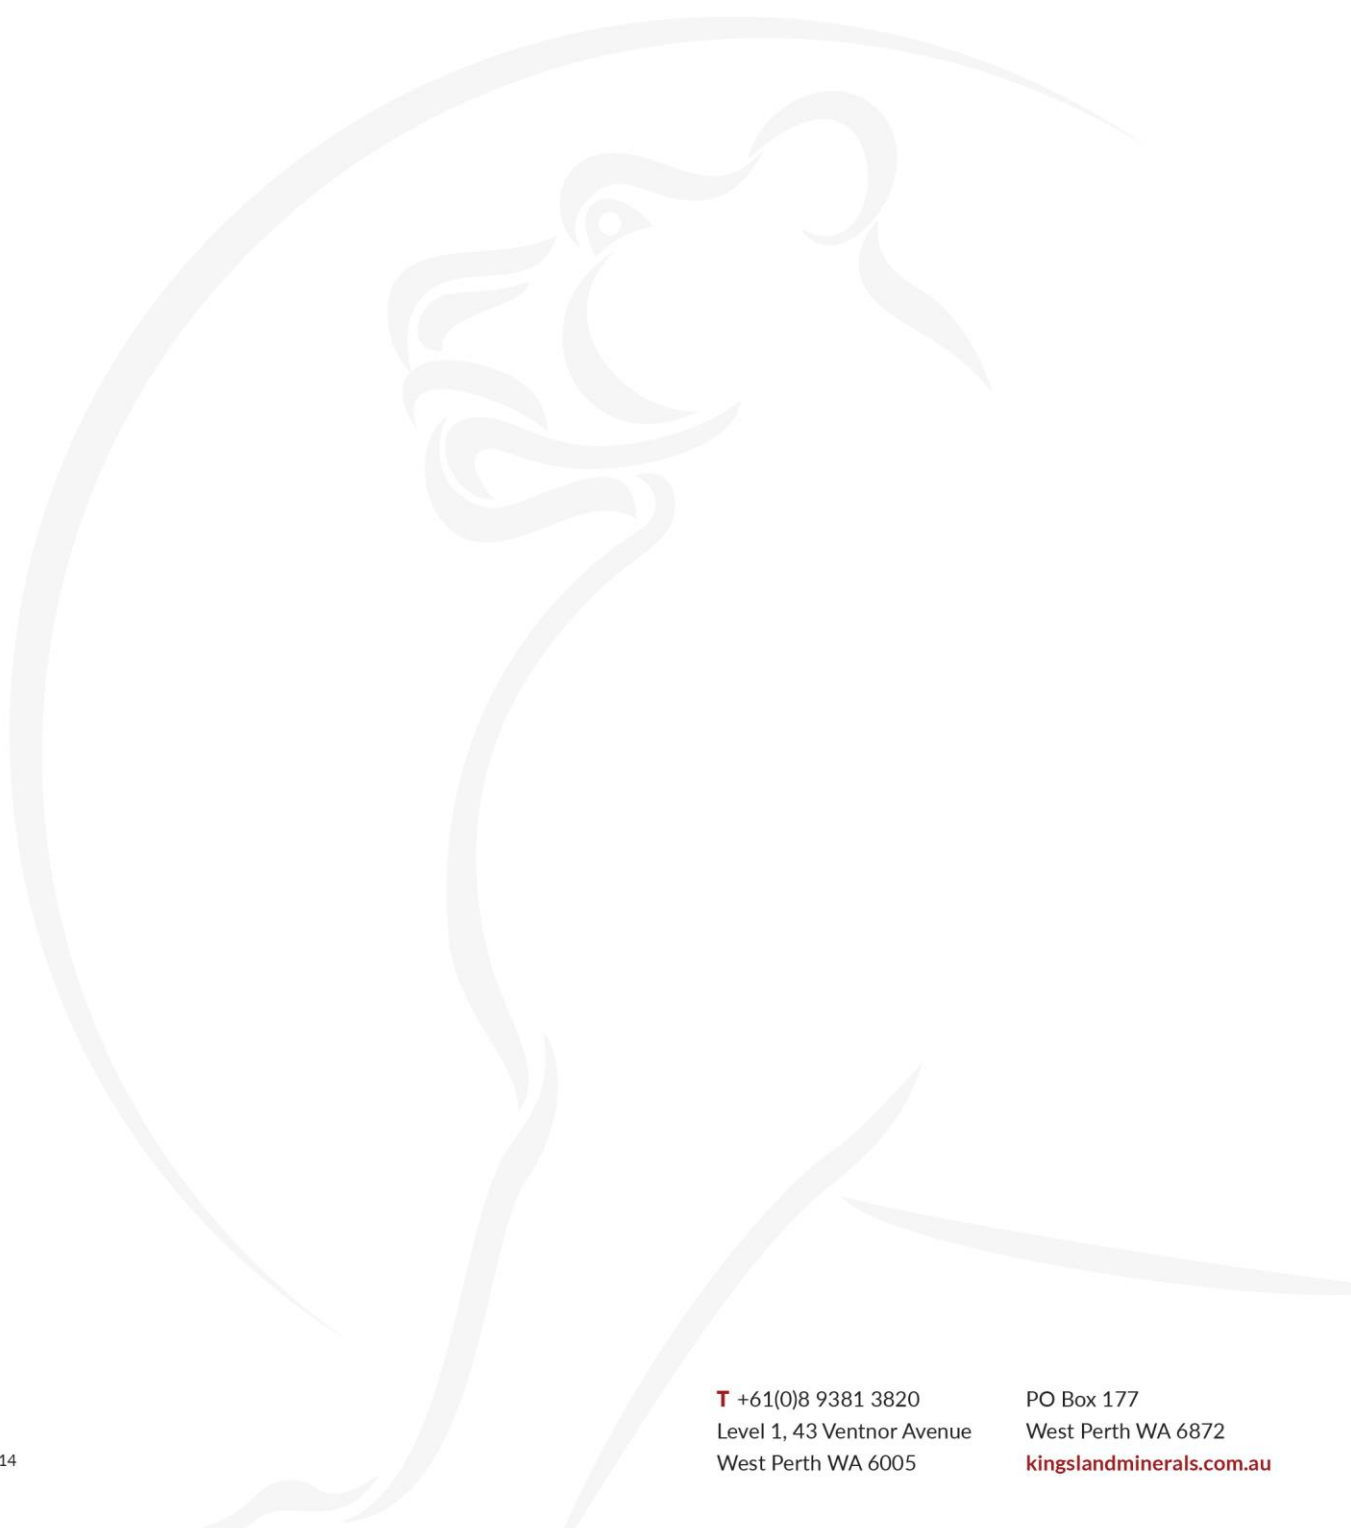 T +61(0)8 9381 3820
Level 1, 43 Ventnor Avenue
West Perth WA 6005
PO Box 177
West Perth WA 6872
kingslandminerals.com.au
14